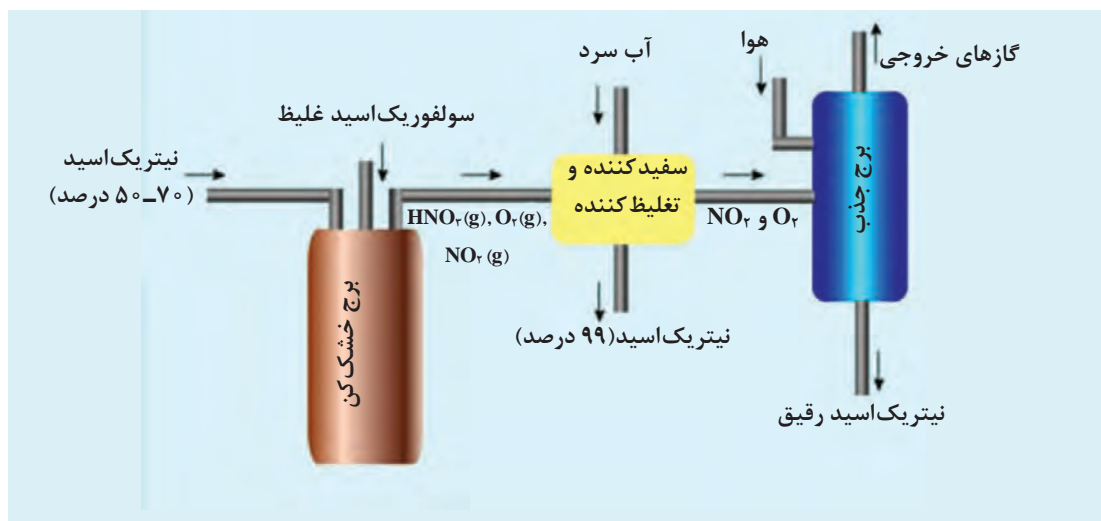 گازهای خروجی
هوا
آب سرد
سولفوریک‌اسید غلیظ
نیتریک‌اسید
(۷۰ـ۵۰ درصد)
برج خشک‌کن
HNO۳(g), O۲(g),
NO۲(g)
سفیدکننده و
تغلیظ‌کننده
NO۲ و O۲
برج جذب
نیتریک‌اسید (۹۹ درصد)
نیتریک‌اسید رقیق